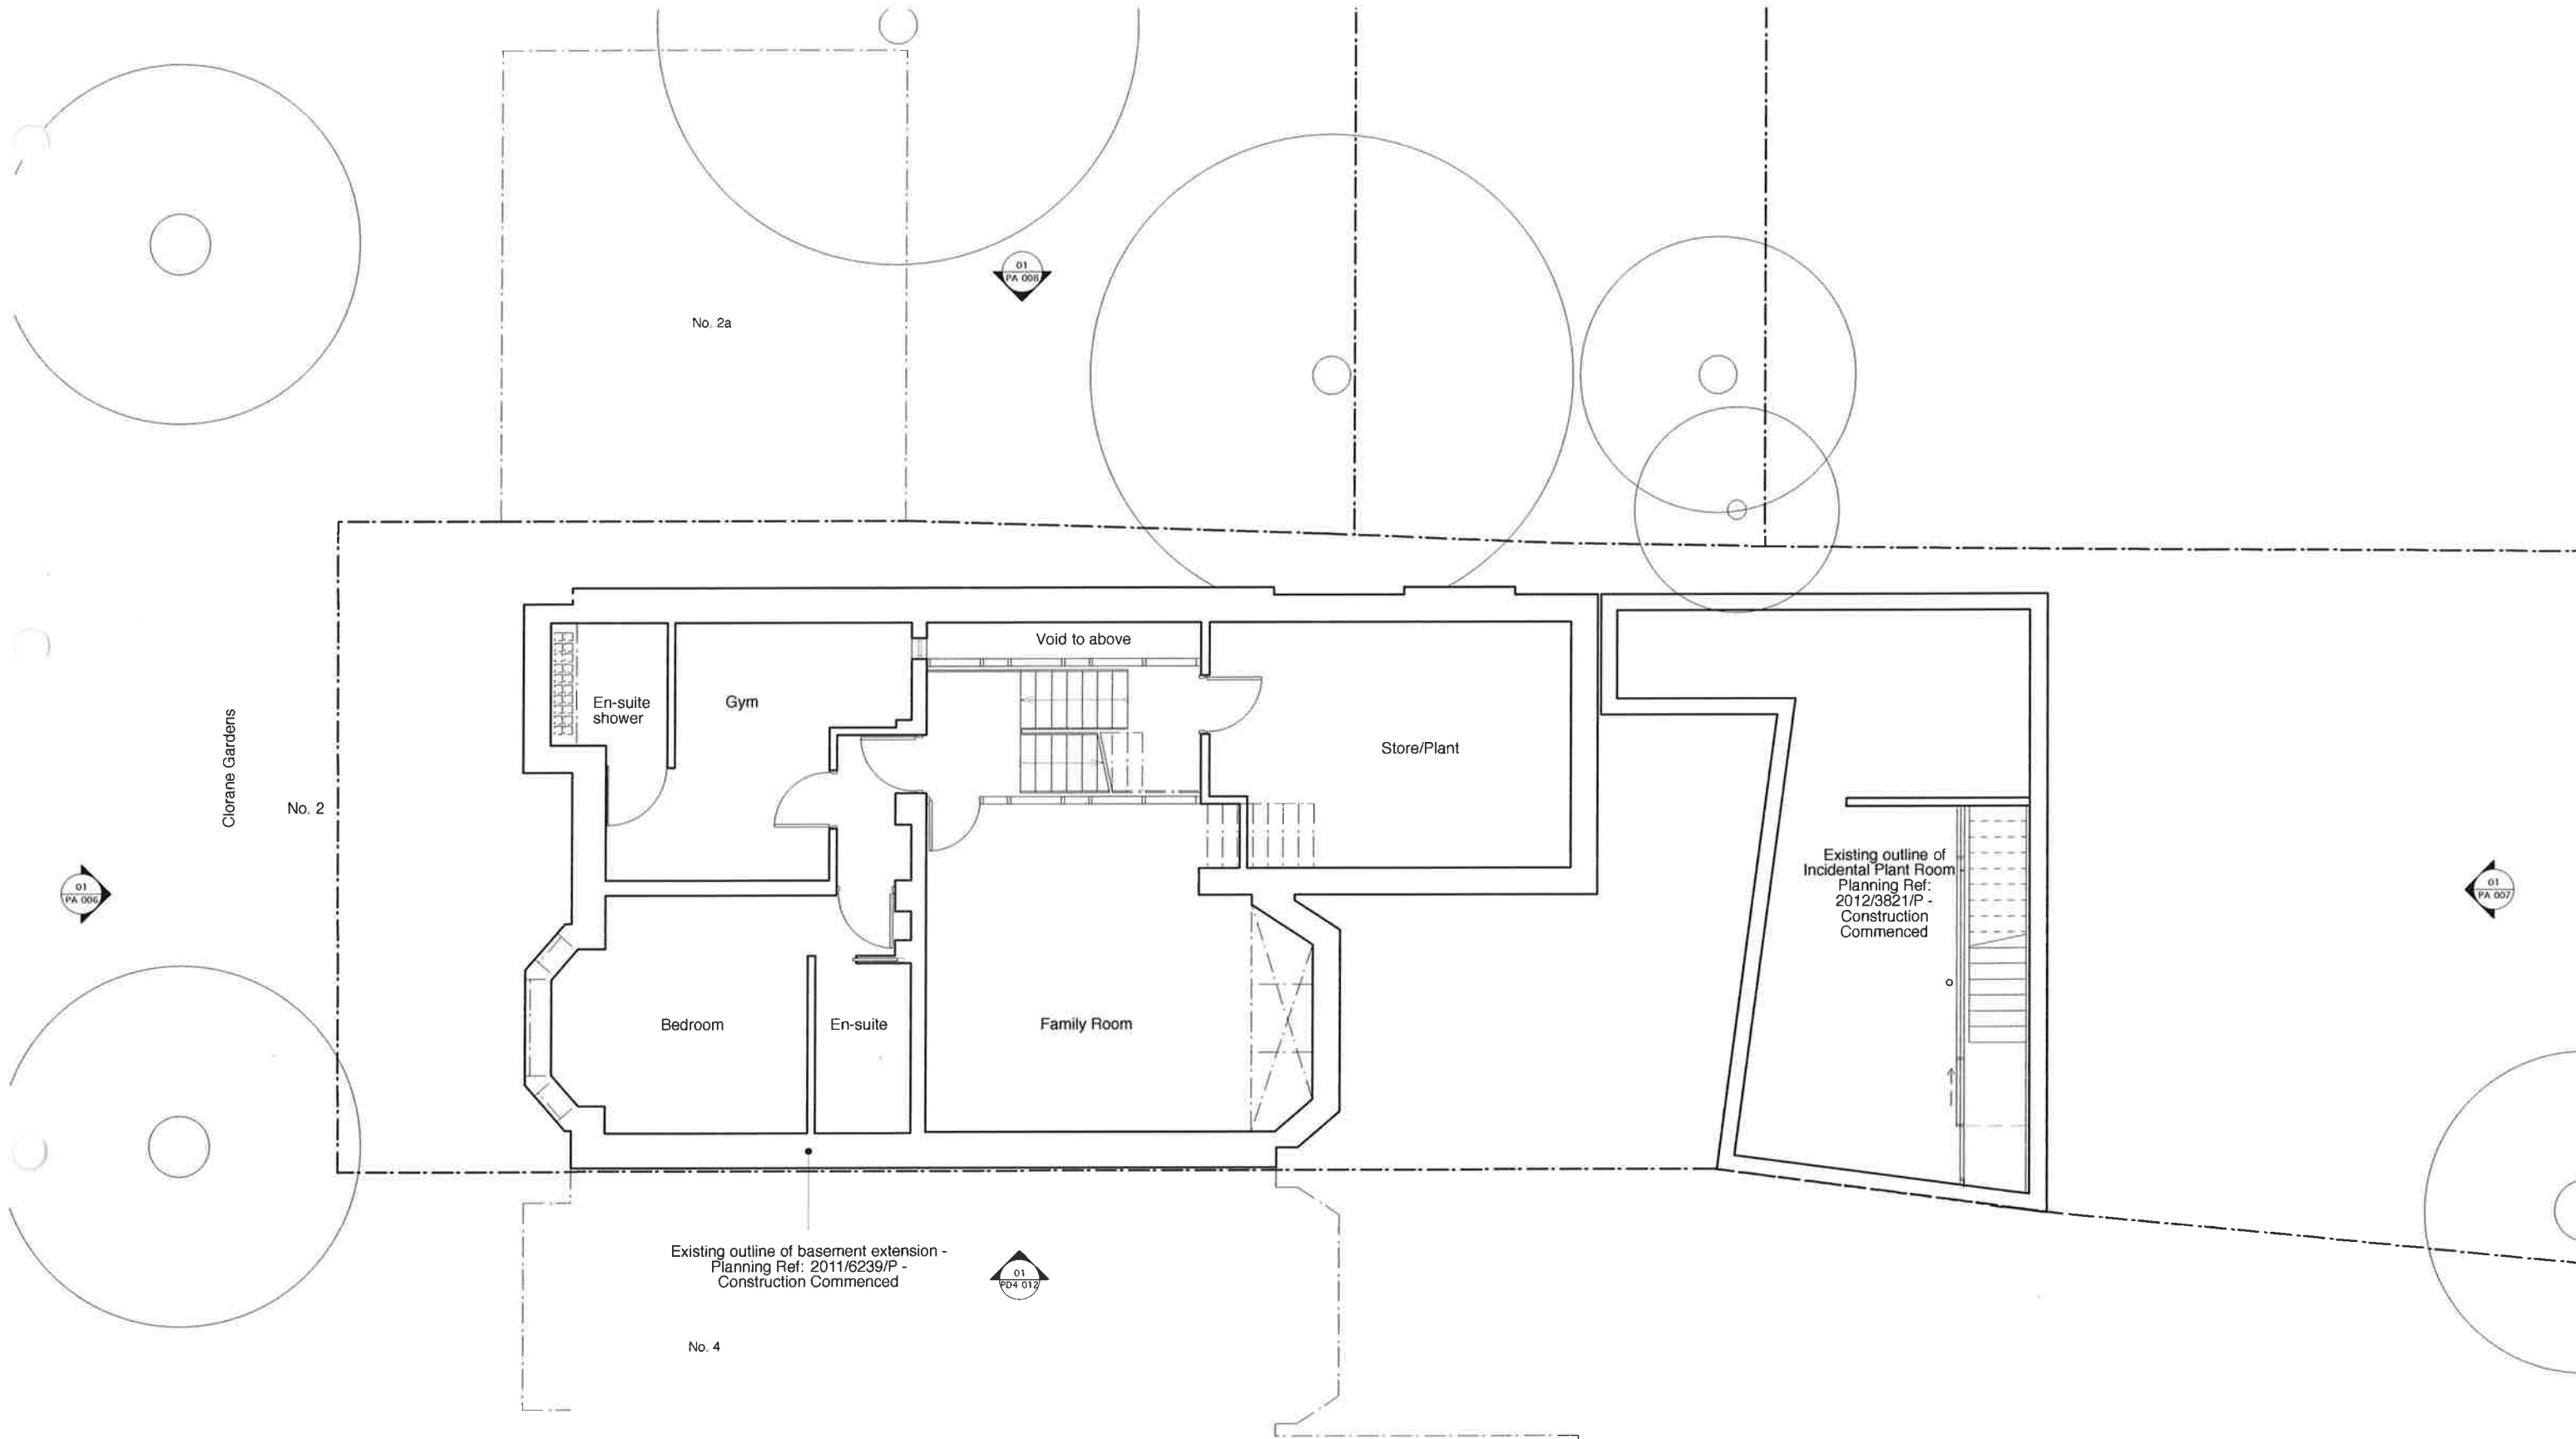 01
PA 008
No. 2a
Void to above
En-suite
shower
Gym
Store/Plant
Clorane Gardens
No. 2
01
PA 006
Existing outline of
Incidental Plant Room -
Planning Ref:
2012/3821/P -
Construction
Commenced
01
PA 007
Bedroom
En-suite
Family Room
Existing outline of basement extension -
Planning Ref: 2011/6239/P -
Construction Commenced
01
PD4 012
No. 4